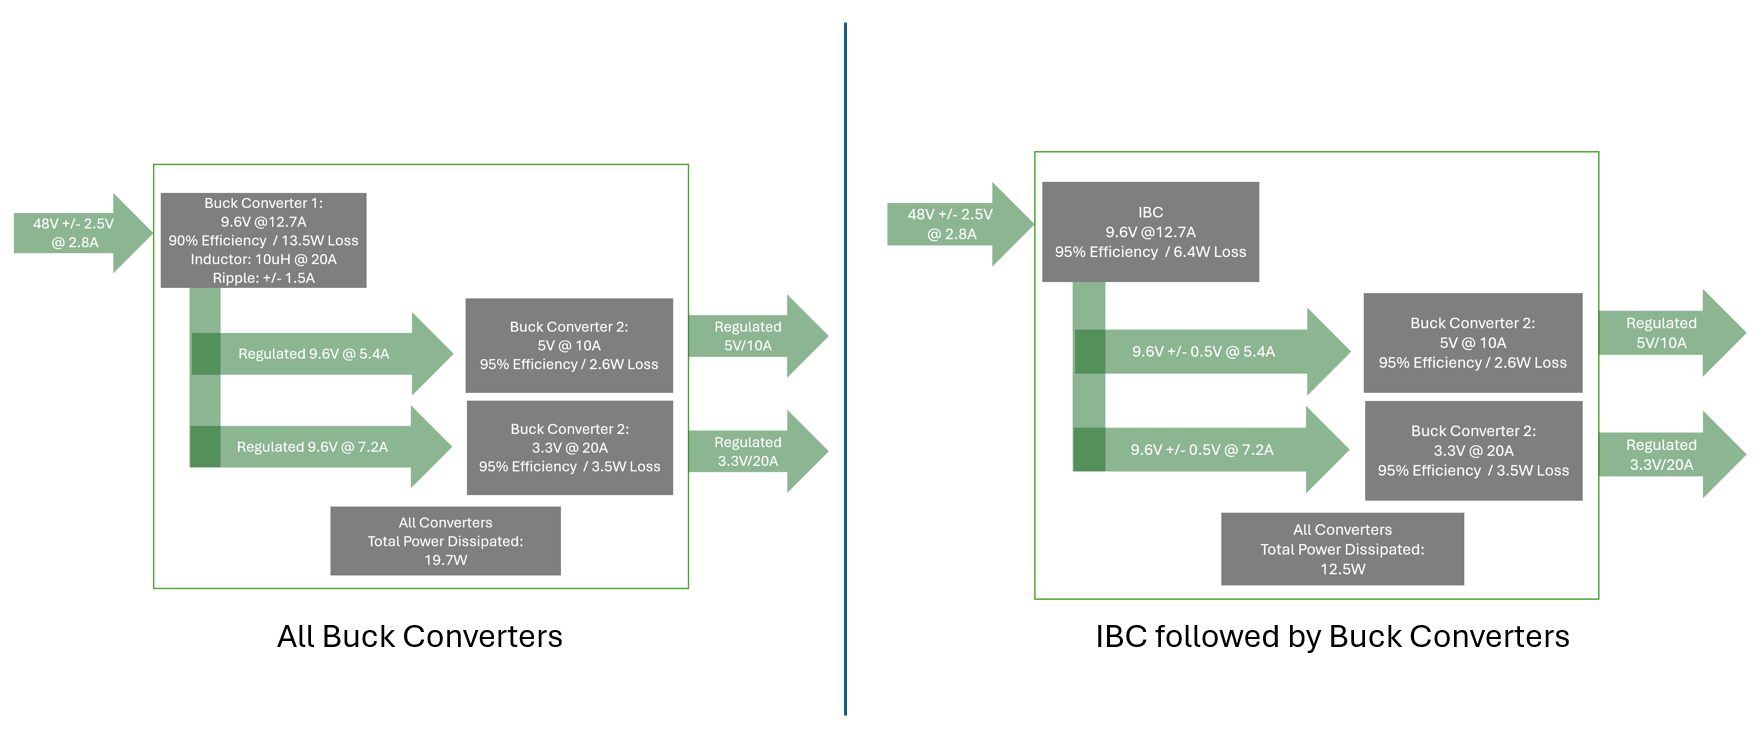 48V +/- 2.5V
@ 2.8A
Buck Converter 1:
9.6V @12.7A
90% Efficiency / 13.5W Loss
Inductor: 10uH @ 20A
Ripple: +/- 1.5A
Regulated 9.6V @ 5.4A
Buck Converter 2:
5V @ 10A
95% Efficiency / 2.6W Loss
Regulated
5V/10A
Regulated 9.6V @ 7.2A
Buck Converter 2:
3.3V @ 20A
95% Efficiency / 3.5W Loss
Regulated
3.3V/20A
All Converters
Total Power Dissipated:
19.7W
All Buck Converters
48V +/- 2.5V
@ 2.8A
IBC
9.6V @12.7A
95% Efficiency / 6.4W Loss
9.6V +/- 0.5V @ 5.4A
Buck Converter 2:
5V @ 10A
95% Efficiency / 2.6W Loss
Regulated
5V/10A
9.6V +/- 0.5V @ 7.2A
Buck Converter 2:
3.3V @ 20A
95% Efficiency / 3.5W Loss
Regulated
3.3V/20A
All Converters
Total Power Dissipated:
12.5W
IBC followed by Buck Converters